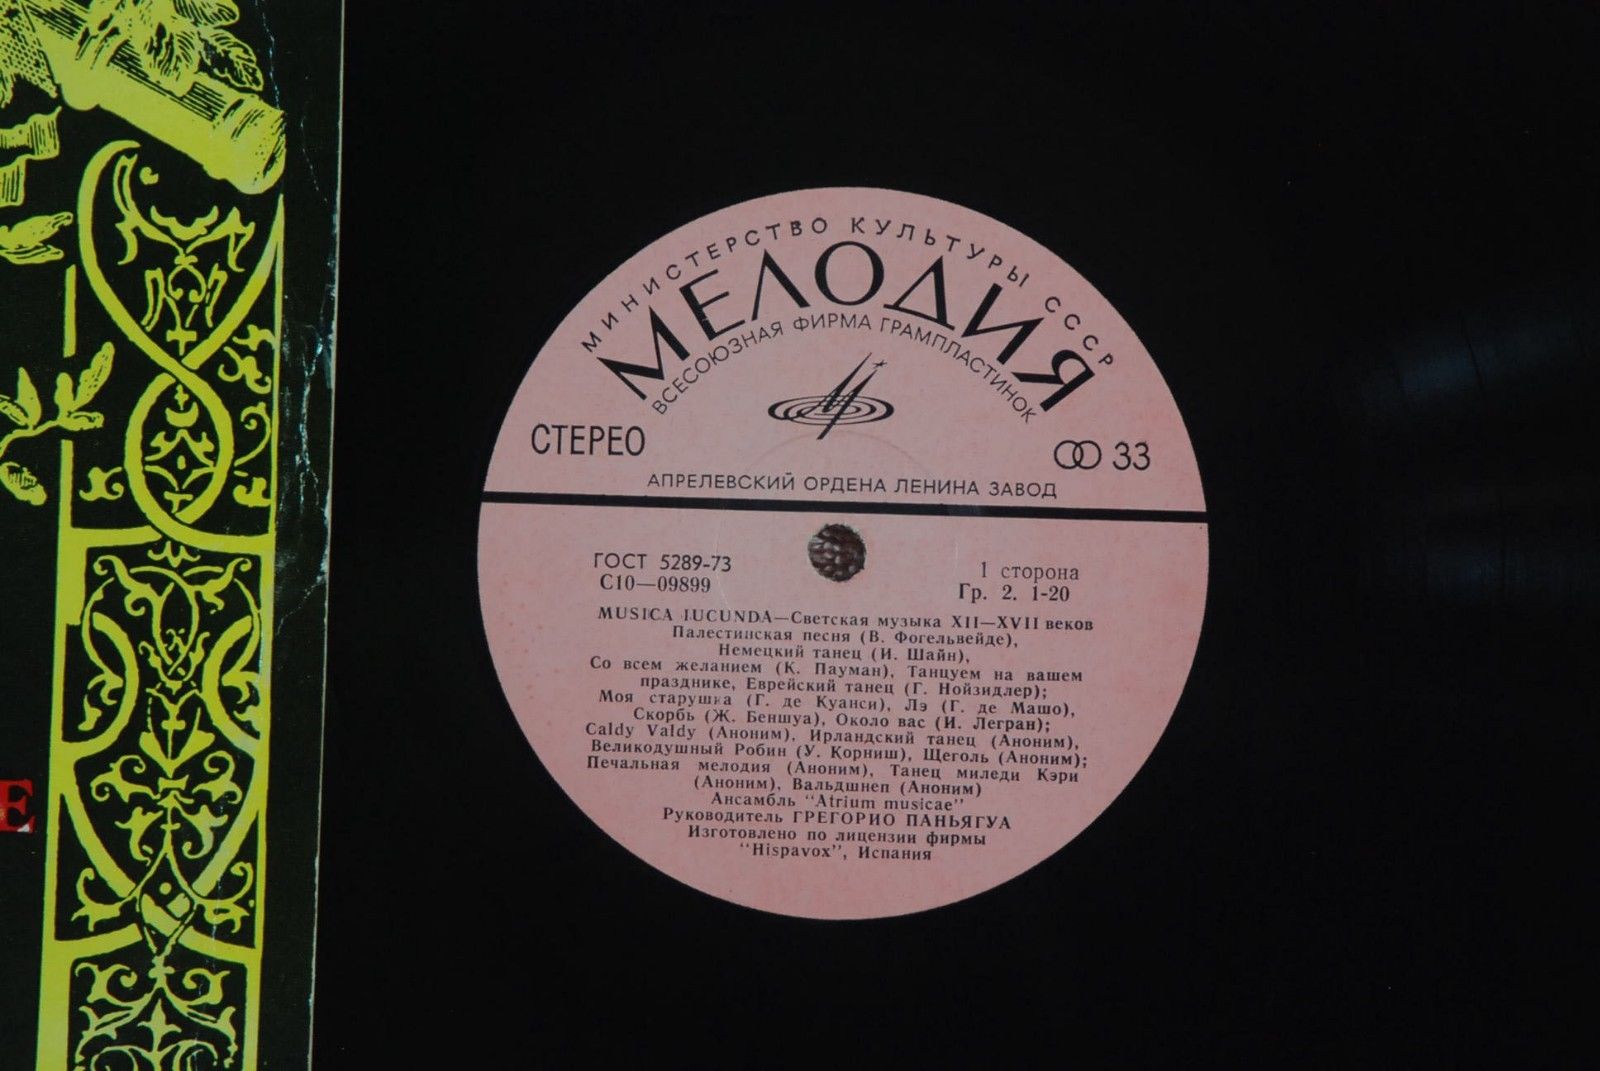 МИНИСТЕРСТВО КУЛЬТУРЫ СССР
МЕЛОДИЯ
ВСЕСОЮЗНАЯ ФИРМА ГРАМПЛАСТИНОК
СТЕРЕО
33
АПРЕЛЕВСКИЙ ОРДЕНА ЛЕНИНА ЗАВОД
ГОСТ 5289-73
С10—09899
1 сторона
Гр. 2. 1-20
MUSICA IUCUNDA—Светская музыка XII—XVII веков
Палестинская песня (В. Фогельвейде),
Немецкий танец (И. Шайн),
Со всем желанием (К. Пауман), Танцуем на вашем
празднике, Еврейский танец (Г. Нойзидлер);
Моя старушка (Г. де Куанси), Лэ (Г. де Машо),
Скорбь (Ж. Беншуа), Около вас (И. Легран);
Caldy Valdy (Аноним), Ирландский танец (Аноним),
Великодушный Робин (У. Корниш), Щеголь (Аноним);
Печальная мелодия (Аноним), Танец миледи Кэри
(Аноним), Вальдшнеп (Аноним)
Ансамбль "Atrium musicae"
Руководитель ГРЕГОРИО ПАНЬЯГУА
Изготовлено по лицензии фирмы
"Hispavox", Испания
E